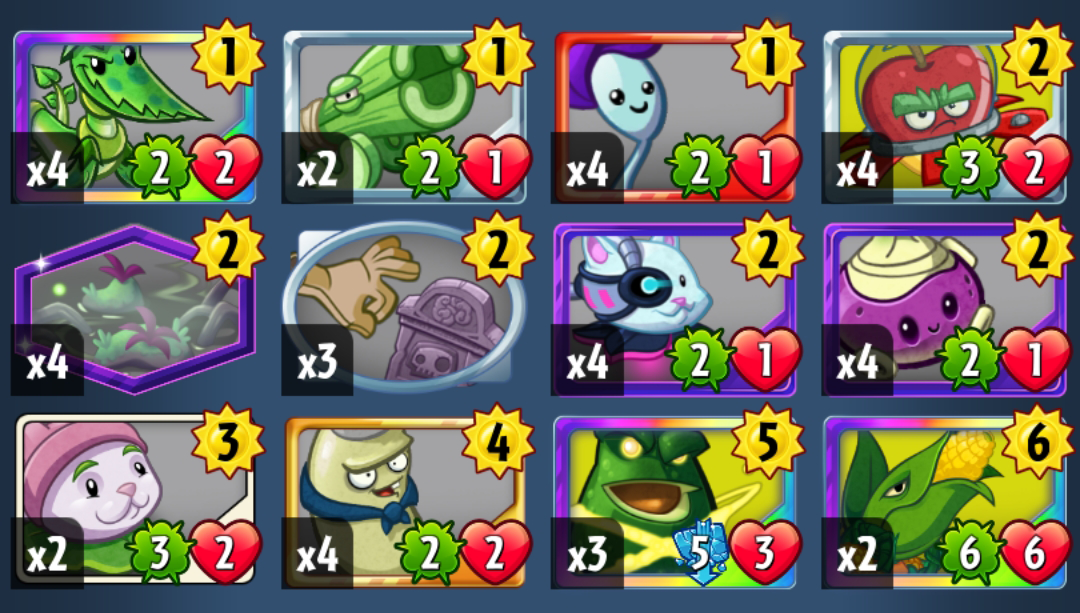 1 1 1 2
x4 2 2 x2 2 1 x4 2 1 x4 3 2
2 2 2 2
x4 x3 x4 2 1 x4 2 1
3 4 5 6
x2 3 2 x4 2 2 x3 5 3 x2 6 6